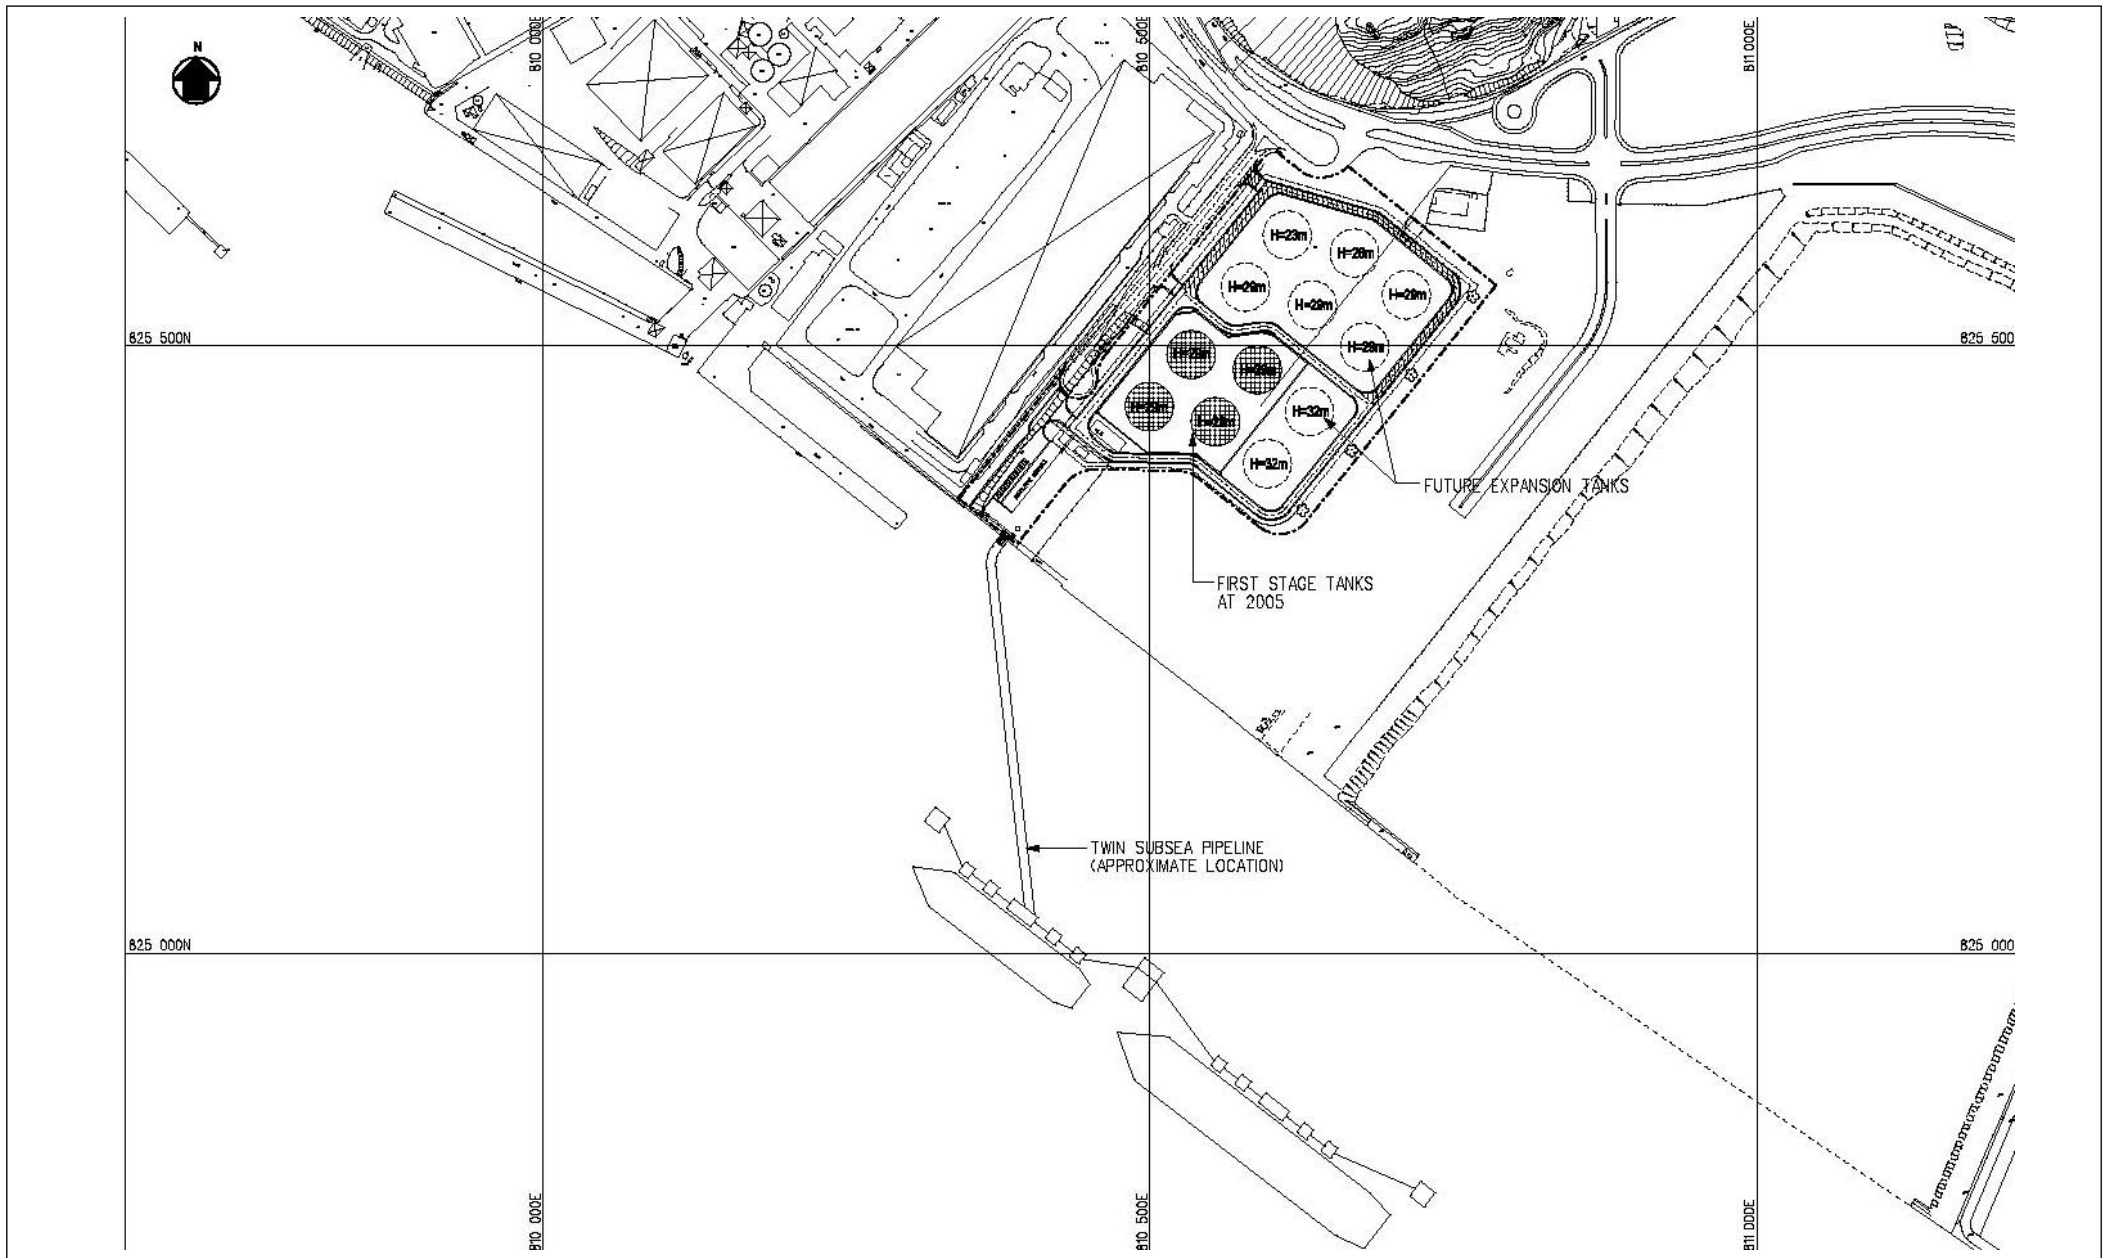 N
810 000E
810 500E
811 000E
H=23m
H=29m
H=29m
H=29m
H=32m
H=32m
825 500N
825 500
FUTURE EXPANSION TANKS
FIRST STAGE TANKS
AT 2005
TWIN SUBSEA PIPELINE
(APPROXIMATE LOCATION)
825 000N
825 000
810 000E
810 500E
811 000E